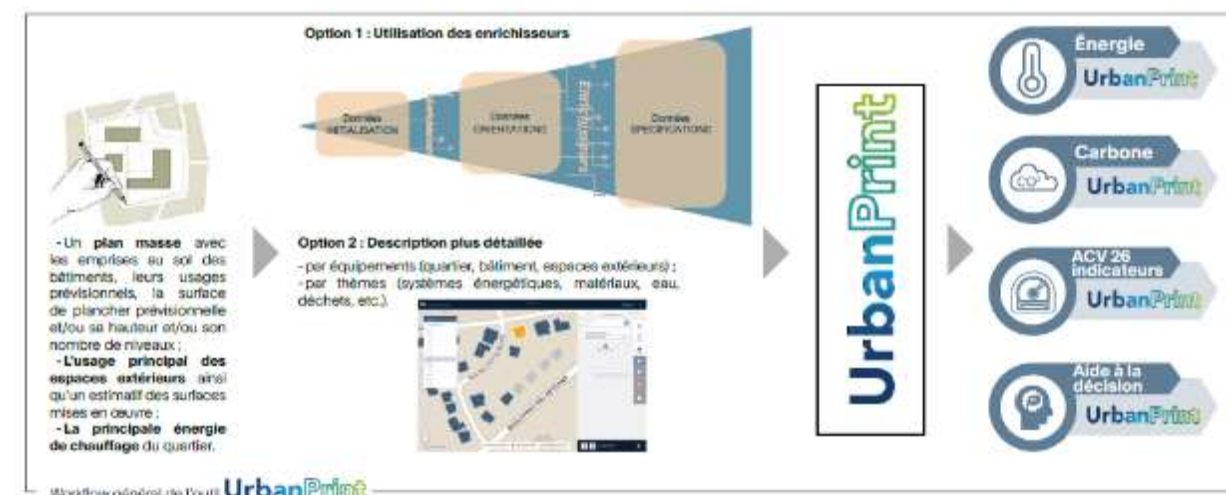 Option 1 : Utilisation des enrichisseurs
Données
INITIALISATION
Enrichisseurs
Données
ORIENTATIONS
Enrichisseurs
Données
SPECIFICATIONS
- Un plan masse avec
les emprises au sol des
bâtiments, leurs usages
prévisionnels, la surface
de plancher prévisionnelle
et/ou sa hauteur et/ou son
nombre de niveaux ;
- L'usage principal des
espaces extérieurs ainsi
qu'un estimatif des surfaces
mises en œuvre ;
- La principale énergie
de chauffage du quartier.
Option 2 : Description plus détaillée
- par équipements (quartier, bâtiment, espaces extérieurs) ;
- par thèmes (systèmes énergétiques, matériaux, eau,
déchets, etc.).
UrbanPrint
Énergie
UrbanPrint
Carbone
CO²
UrbanPrint
ACV 26
indicateurs
UrbanPrint
Aide à la
décision
UrbanPrint
Workflow général de l'outil UrbanPrint